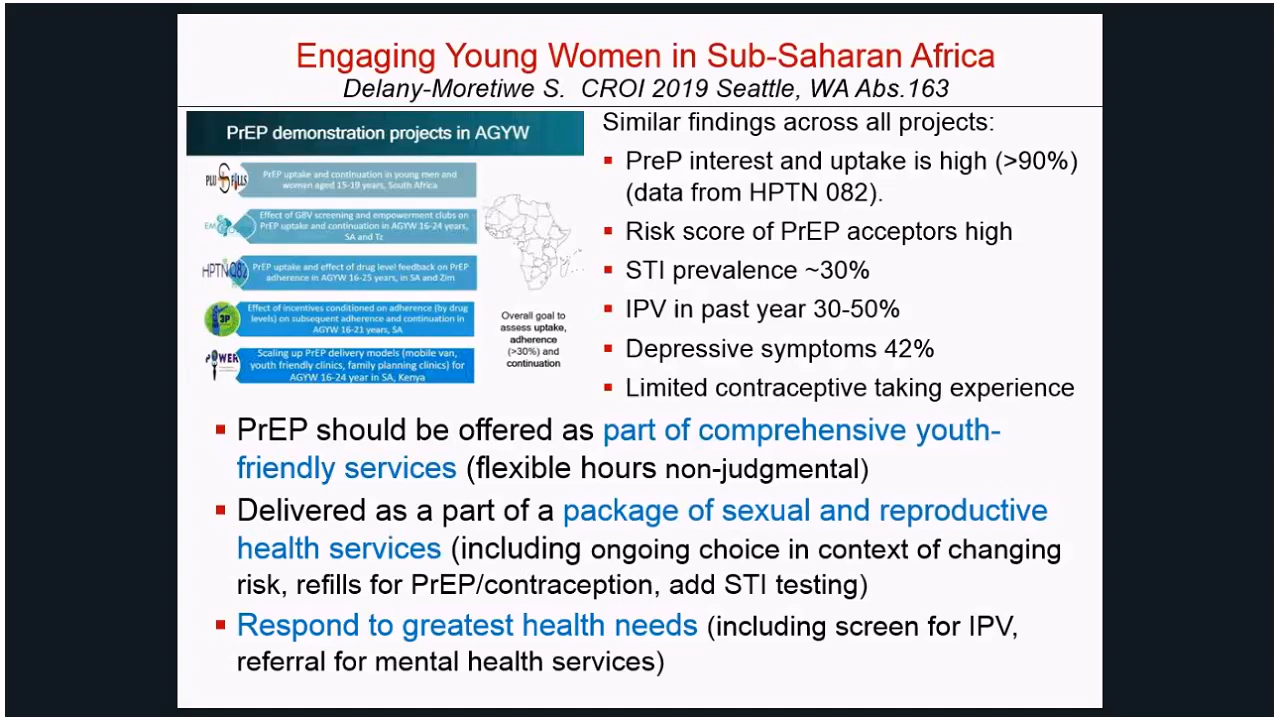 Engaging Young Women in Sub-Saharan Africa
Delany-Moretiwe S. CROI 2019 Seattle, WA Abs.163
PrEP demonstration projects in AGYW
PLUS PILLS
PrEP uptake and continuation in young men and
women aged 15-19 years, South Africa
EM
Effect of GBV screening and empowerment clubs on
PrEP uptake and continuation in AGYW 16-24 years,
SA and Tz
HPTN 082
PrEP uptake and effect of drug level feedback on PrEP
adherence in AGYW 16-25 years, in SA and Zim
3P
Effect of incentives conditioned on adherence (by drug
levels) on subsequent adherence and continuation in
AGYW 16-21 years, SA
POWER
Scaling up PrEP delivery models (mobile van,
youth friendly clinics, family planning clinics) for
AGYW 16-24 year in SA, Kenya
Overall goal to
assess uptake,
adherence
(>30%) and
continuation
Similar findings across all projects:
▪ PreP interest and uptake is high (>90%)
(data from HPTN 082).
▪ Risk score of PrEP acceptors high
▪ STI prevalence ~30%
▪ IPV in past year 30-50%
▪ Depressive symptoms 42%
▪ Limited contraceptive taking experience
▪ PrEP should be offered as part of comprehensive youth-
friendly services (flexible hours non-judgmental)
▪ Delivered as a part of a package of sexual and reproductive
health services (including ongoing choice in context of changing
risk, refills for PrEP/contraception, add STI testing)
▪ Respond to greatest health needs (including screen for IPV,
referral for mental health services)